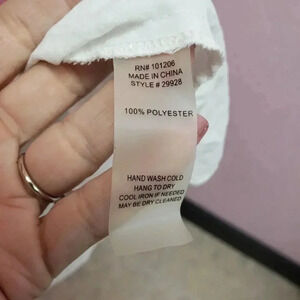 RN# 101206
MADE IN CHINA
STYLE # 29928
100% POLYESTER
HAND WASH COLD
HANG TO DRY
COOL IRON IF NEEDED
MAY BE DRY CLEANED